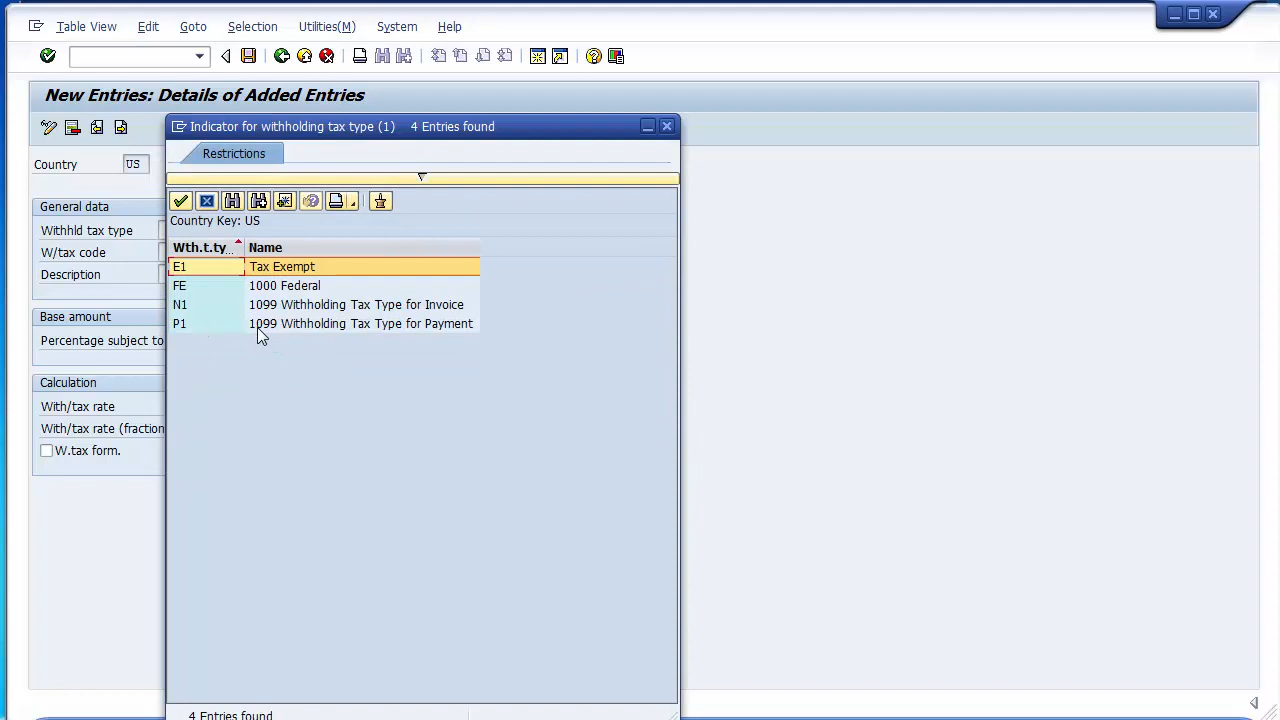 Table View Edit Goto Selection Utilities(M) System Help
New Entries: Details of Added Entries
Country US
General data
Withhld tax type
W/tax code
Description
Base amount
Percentage subject to
Calculation
With/tax rate
With/tax rate (fraction
W.tax form.
Indicator for withholding tax type (1) 4 Entries found
Restrictions
Country Key: US
Wth.t.ty... Name
E1 Tax Exempt
FE 1000 Federal
N1 1099 Withholding Tax Type for Invoice
P1 1099 Withholding Tax Type for Payment
4 Entries found